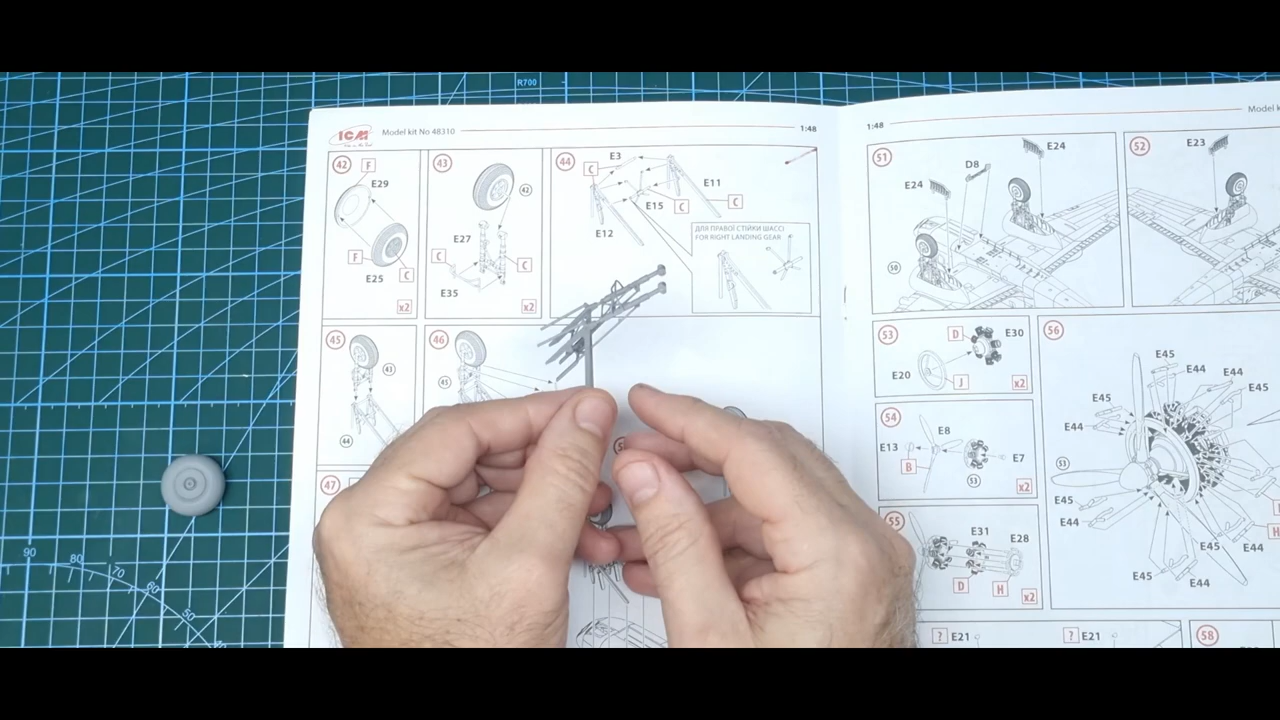 R700
ICM
Model kit No 48310
1:48
42
F
E29
F
E25
C
x2
43
42
E27
C
C
E35
x2
44
E3
C
E11
E15
C
C
E12
ДЛЯ ПРАВОЇ СТІЙКИ ШАССІ
FOR RIGHT LANDING GEAR
45
43
44
46
45
47
1:48
Model
51
E24
D8
E24
50
52
E23
53
D
E30
E20
J
x2
54
E8
E13
B
E7
53
x2
55
E31
E28
D
H
x2
56
E45
E44
E44
E45
E45
E44
53
E45
E44
E45
E44
E45
E44
?
E21
?
E21
58
90
80
70
60
50